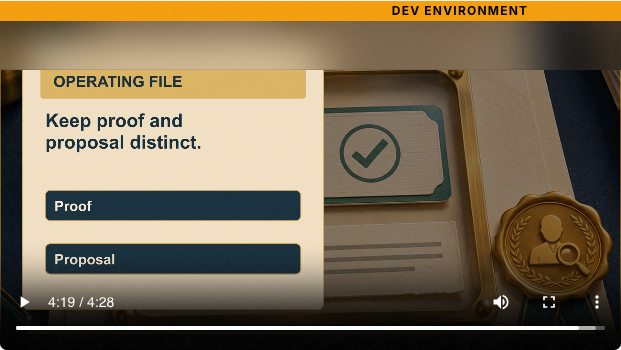 DEV ENVIRONMENT
OPERATING FILE
Keep proof and
proposal distinct.
Proof
Proposal
4:19 / 4:28